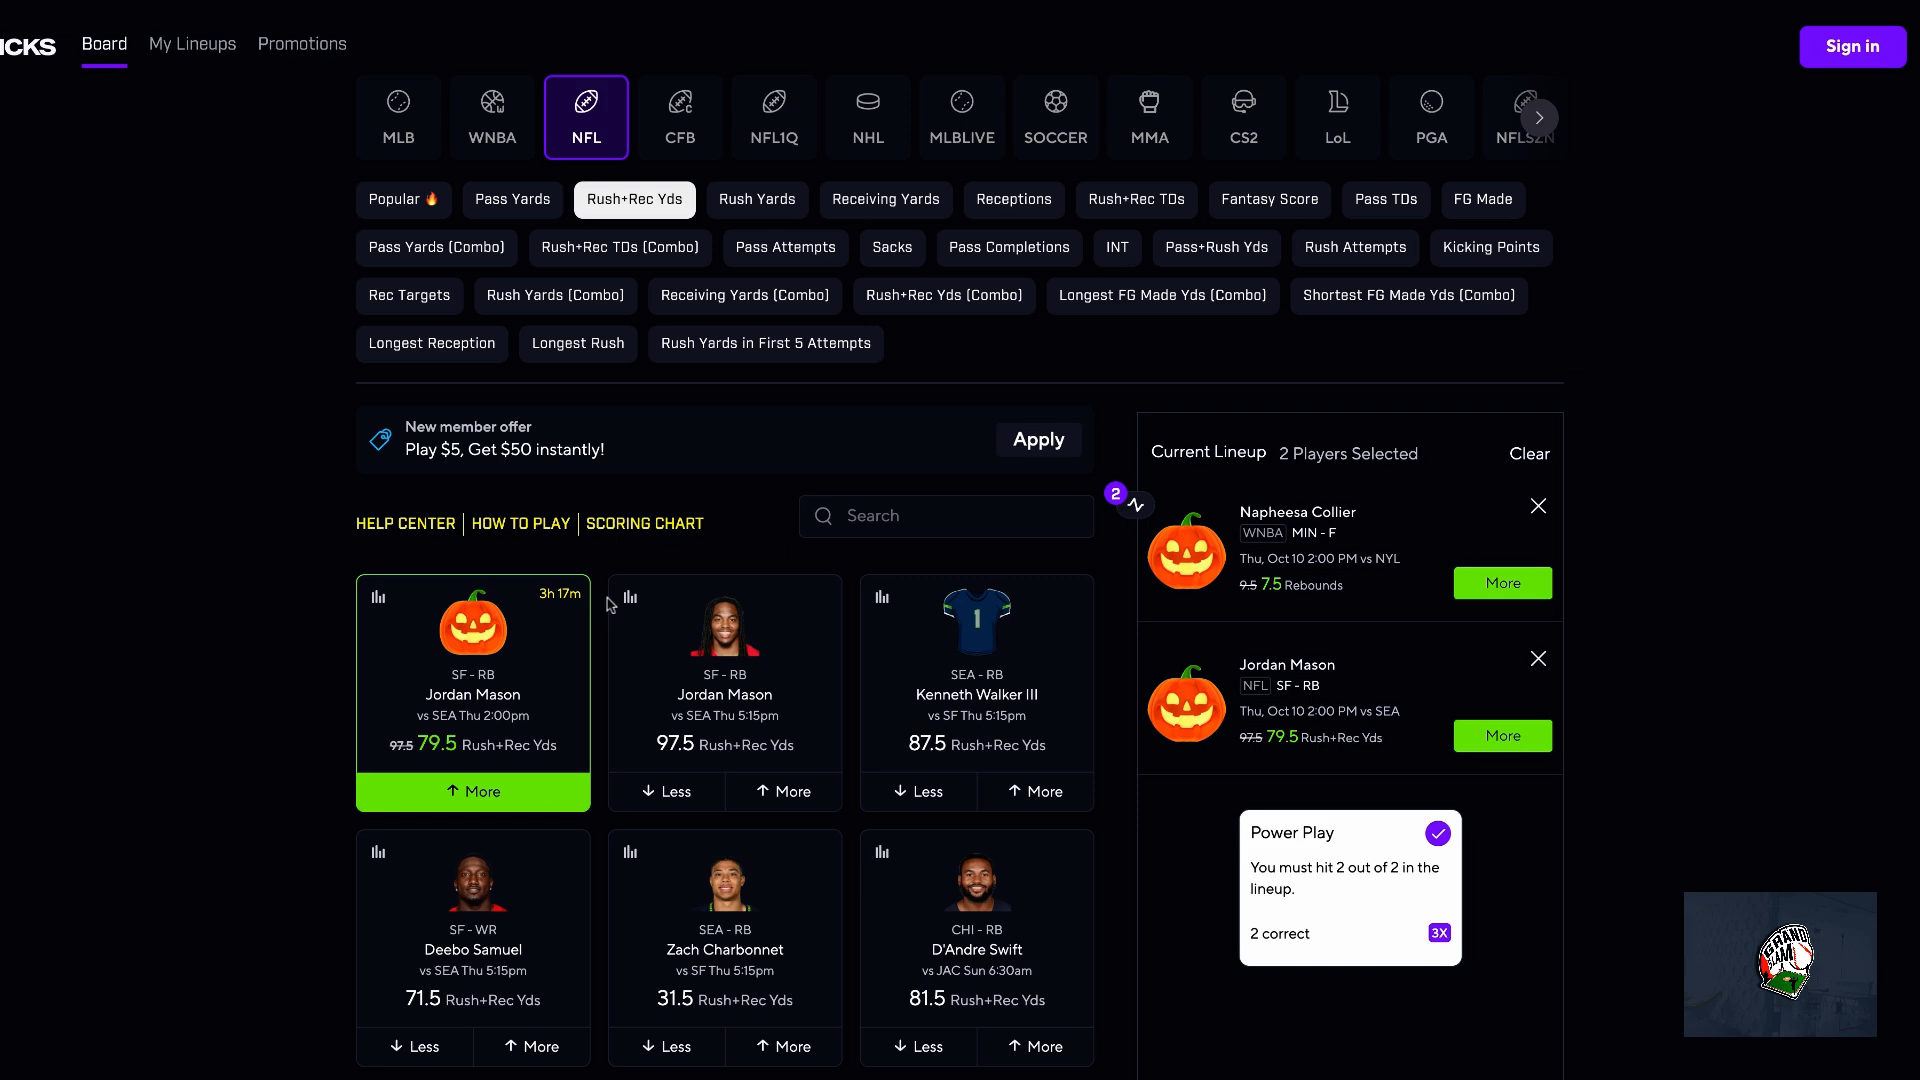 ICKS
Board
My Lineups
Promotions
Sign in
MLB
WNBA
NFL
CFB
NFL1Q
NHL
MLBLIVE
SOCCER
MMA
CS2
LoL
PGA
NFLSZN
Popular
Pass Yards
Rush+Rec Yds
Rush Yards
Receiving Yards
Receptions
Rush+Rec TDs
Fantasy Score
Pass TDs
FG Made
Pass Yards (Combo)
Rush+Rec TDs (Combo)
Pass Attempts
Sacks
Pass Completions
INT
Pass+Rush Yds
Rush Attempts
Kicking Points
Rec Targets
Rush Yards (Combo)
Receiving Yards (Combo)
Rush+Rec Yds (Combo)
Longest FG Made Yds (Combo)
Shortest FG Made Yds (Combo)
Longest Reception
Longest Rush
Rush Yards in First 5 Attempts
New member offer
Play $5, Get $50 instantly!
Apply
HELP CENTER
HOW TO PLAY
SCORING CHART
Search
3h 17m
SF - RB
Jordan Mason
vs SEA Thu 2:00pm
97.5 79.5 Rush+Rec Yds
More
SF - RB
Jordan Mason
vs SEA Thu 5:15pm
97.5 Rush+Rec Yds
Less
More
1
SEA - RB
Kenneth Walker III
vs SF Thu 5:15pm
87.5 Rush+Rec Yds
Less
More
SF - WR
Deebo Samuel
vs SEA Thu 5:15pm
71.5 Rush+Rec Yds
Less
More
SEA - RB
Zach Charbonnet
vs SF Thu 5:15pm
31.5 Rush+Rec Yds
Less
More
CHI - RB
D'Andre Swift
vs JAC Sun 6:30am
81.5 Rush+Rec Yds
Less
More
2
Current Lineup
2 Players Selected
Clear
Napheesa Collier
WNBA MIN - F
Thu, Oct 10 2:00 PM vs NYL
9.5 7.5 Rebounds
More
Jordan Mason
NFL SF - RB
Thu, Oct 10 2:00 PM vs SEA
97.5 79.5 Rush+Rec Yds
More
Power Play
You must hit 2 out of 2 in the
lineup.
2 correct
3X
GRAND
SLAM